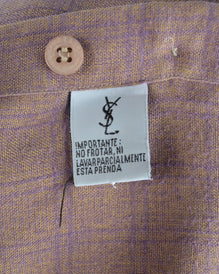 YSL
IMPORTANTE:
NO FROTAR, NI
LAVAR PARCIALMENTE
ESTA PRENDA